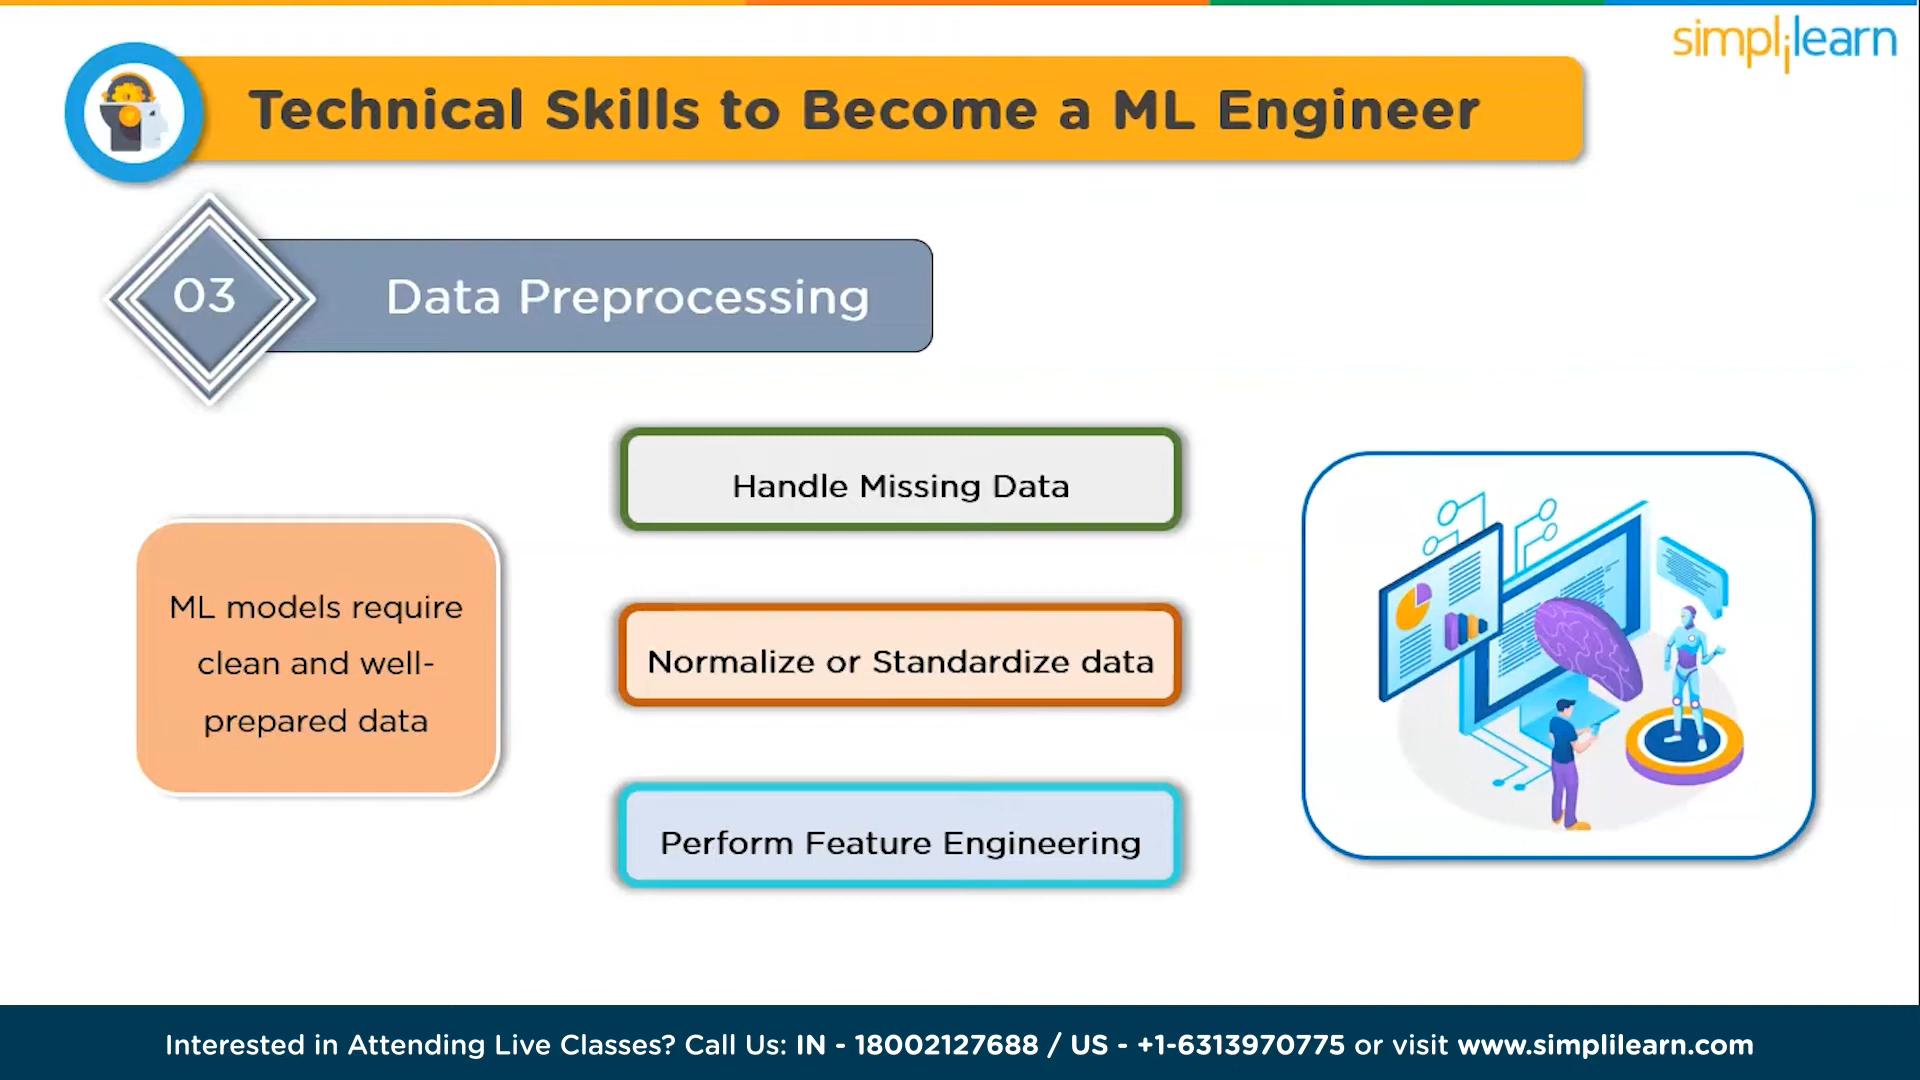 simplilearn
Technical Skills to Become a ML Engineer
03
Data Preprocessing
Handle Missing Data
ML models require
clean and well-
prepared data
Normalize or Standardize data
Perform Feature Engineering
Interested in Attending Live Classes? Call Us: IN - 18002127688 / US - +1-6313970775 or visit www.simplilearn.com